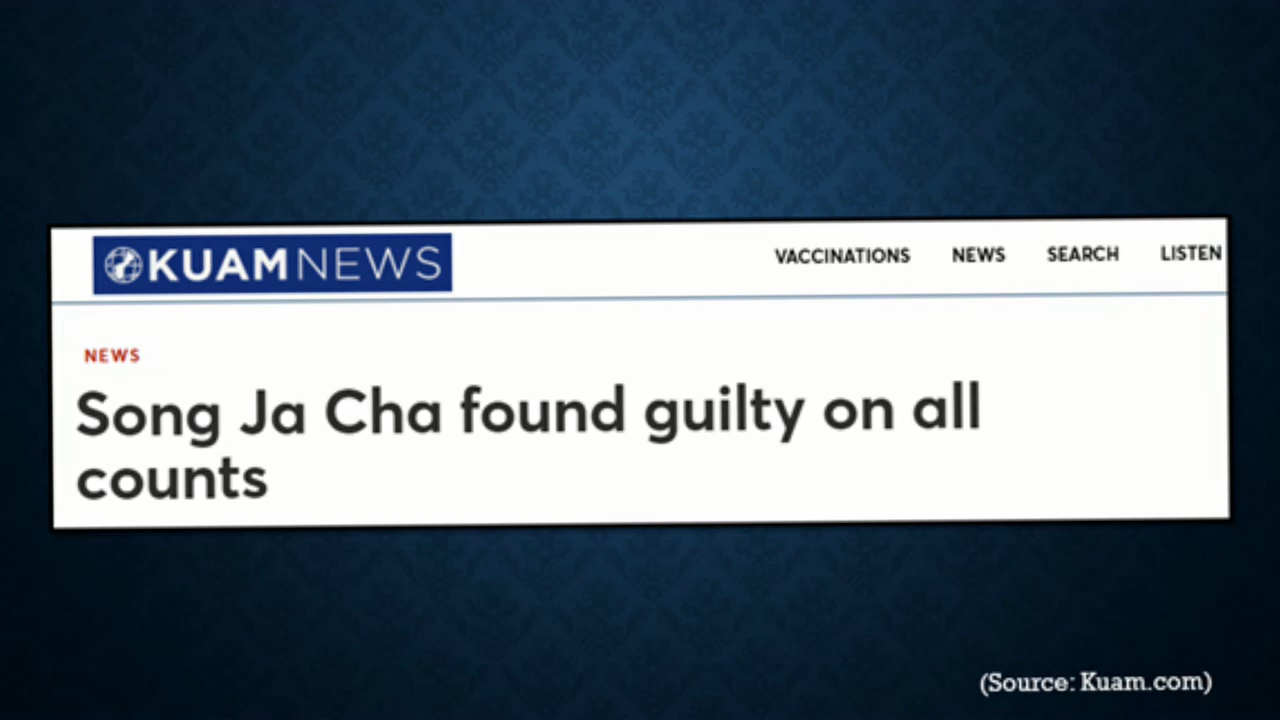 KUAMNEWS
VACCINATIONS NEWS SEARCH LISTEN
NEWS
Song Ja Cha found guilty on all
counts
(Source: Kuam.com)